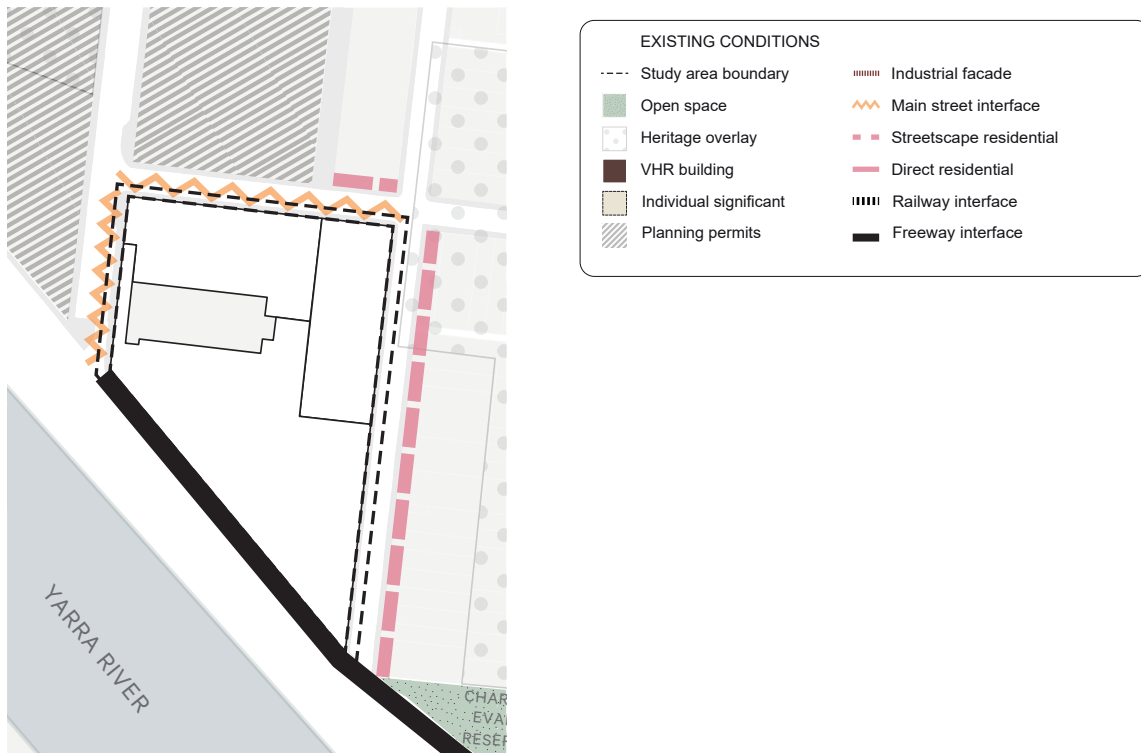 EXISTING CONDITIONS
Study area boundary
Open space
Heritage overlay
VHR building
Individual significant
Planning permits
Industrial facade
Main street interface
Streetscape residential
Direct residential
Railway interface
Freeway interface
YARRA RIVER